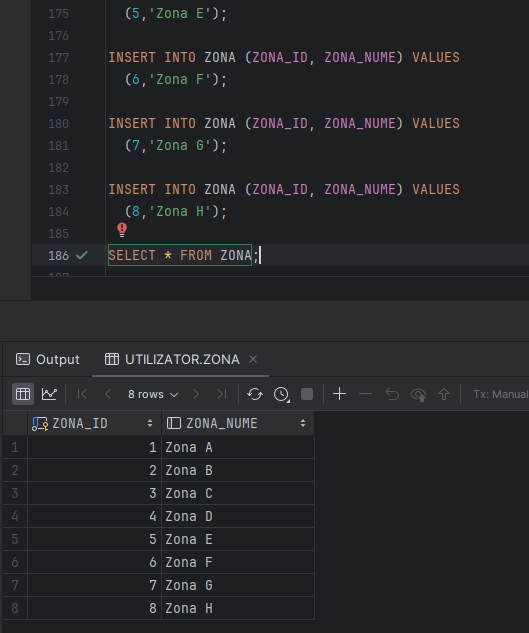 175 (5,'Zona E');
176
177 INSERT INTO ZONA (ZONA_ID, ZONA_NUME) VALUES
178 (6,'Zona F');
179
180 INSERT INTO ZONA (ZONA_ID, ZONA_NUME) VALUES
181 (7,'Zona G');
182
183 INSERT INTO ZONA (ZONA_ID, ZONA_NUME) VALUES
184 (8,'Zona H');
185
186 SELECT * FROM ZONA;
Output UTILIZATOR.ZONA
8 rows Tx: Manual
ZONA_ID ZONA_NUME
1 1 Zona A
2 2 Zona B
3 3 Zona C
4 4 Zona D
5 5 Zona E
6 6 Zona F
7 7 Zona G
8 8 Zona H